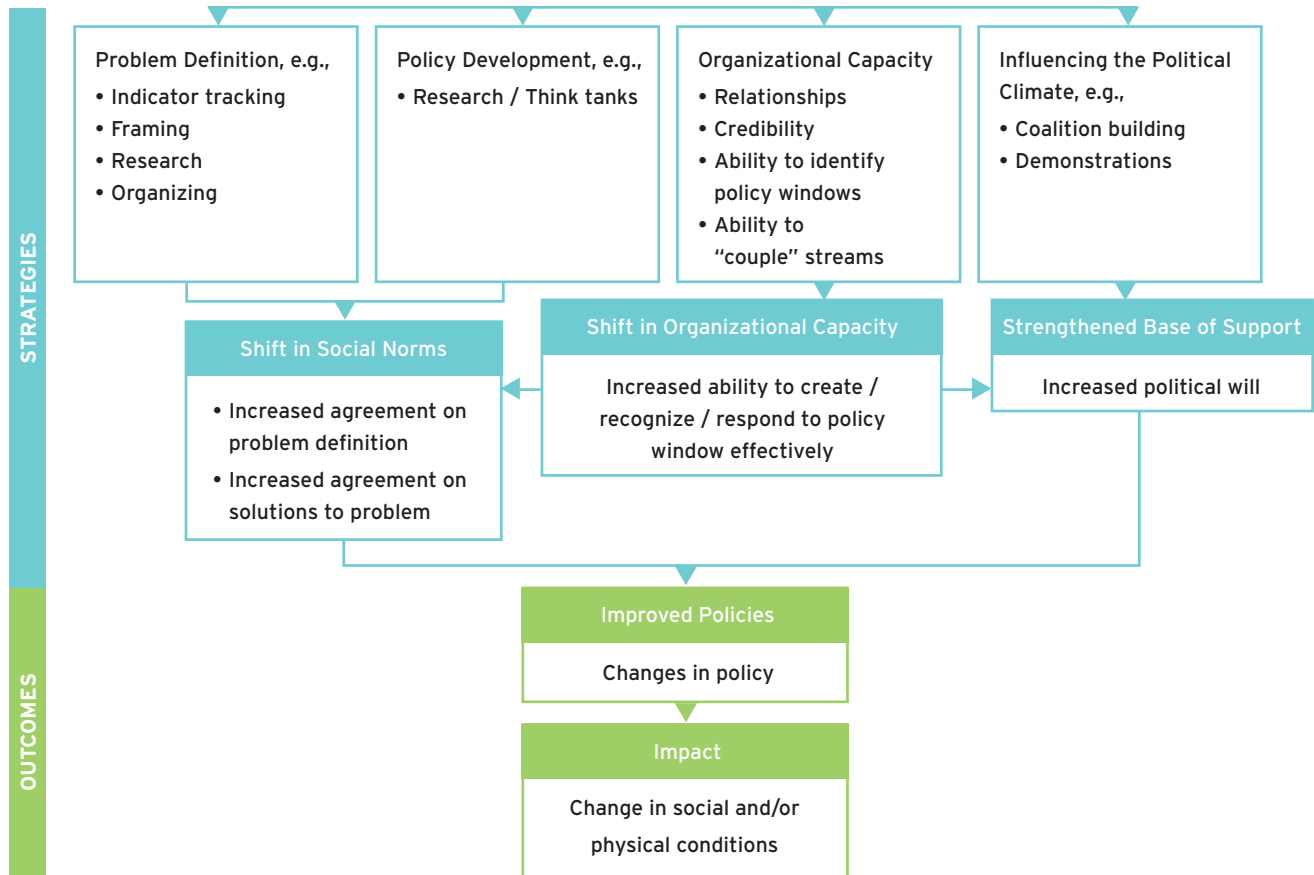 STRATEGIES
Problem Definition, e.g.,
• Indicator tracking
• Framing
• Research
• Organizing
Policy Development, e.g.,
• Research / Think tanks
Organizational Capacity
• Relationships
• Credibility
• Ability to identify
policy windows
• Ability to
“couple” streams
Influencing the Political
Climate, e.g.,
• Coalition building
• Demonstrations
Shift in Social Norms
• Increased agreement on
problem definition
• Increased agreement on
solutions to problem
Shift in Organizational Capacity
Increased ability to create /
recognize / respond to policy
window effectively
Strengthened Base of Support
Increased political will
OUTCOMES
Improved Policies
Changes in policy
Impact
Change in social and/or
physical conditions